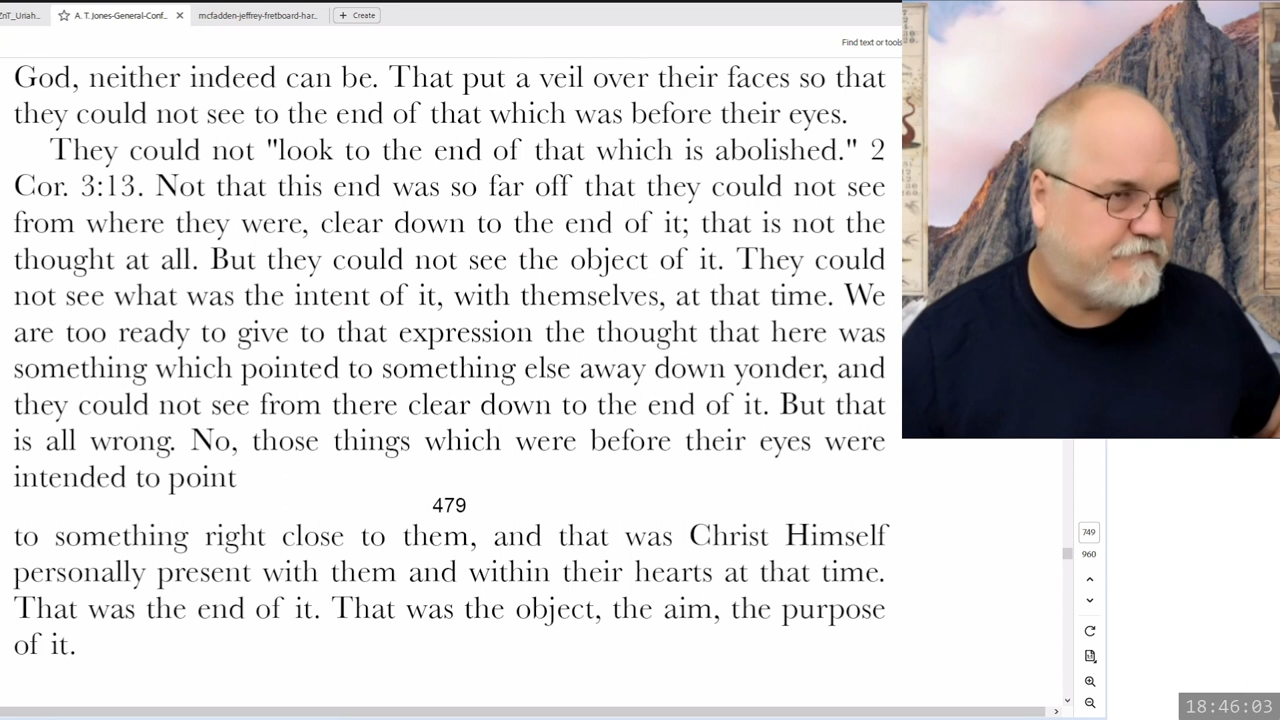 ZnT_Unah...
A. T. Jones-General-Conf...
mcfadden-jeffrey-fretboard-har...
+ Create
Find text or tools
God, neither indeed can be. That put a veil over their faces so that
they could not see to the end of that which was before their eyes.
They could not "look to the end of that which is abolished." 2
Cor. 3:13. Not that this end was so far off that they could not see
from where they were, clear down to the end of it; that is not the
thought at all. But they could not see the object of it. They could
not see what was the intent of it, with themselves, at that time. We
are too ready to give to that expression the thought that here was
something which pointed to something else away down yonder, and
they could not see from there clear down to the end of it. But that
is all wrong. No, those things which were before their eyes were
intended to point
479
to something right close to them, and that was Christ Himself
personally present with them and within their hearts at that time.
That was the end of it. That was the object, the aim, the purpose
of it.
749
960
18:46:03